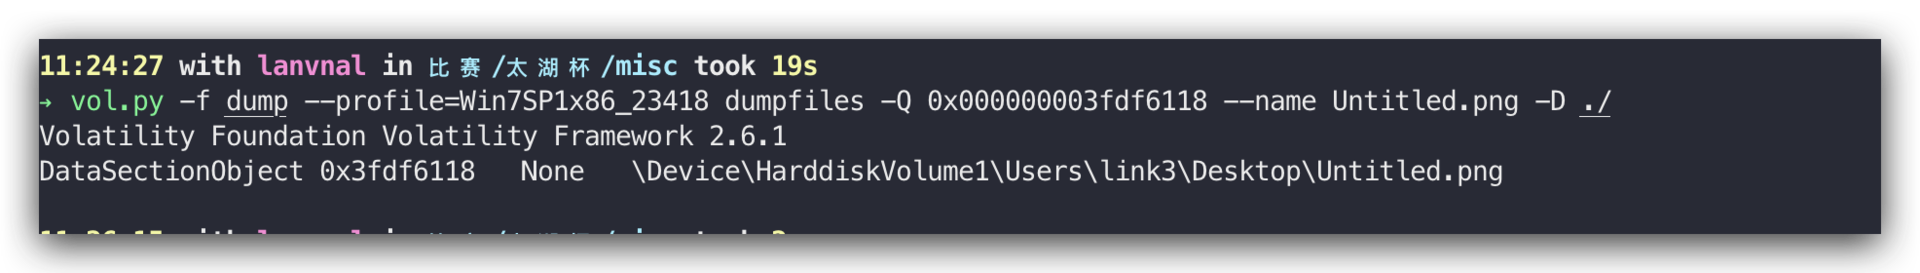 11:24:27 with lanvnal in 比赛/太湖杯/misc took 19s
→ vol.py -f dump --profile=Win7SP1x86_23418 dumpfiles -Q 0x000000003fdf6118 --name Untitled.png -D ./
Volatility Foundation Volatility Framework 2.6.1
DataSectionObject 0x3fdf6118   None   \Device\HarddiskVolume1\Users\link3\Desktop\Untitled.png